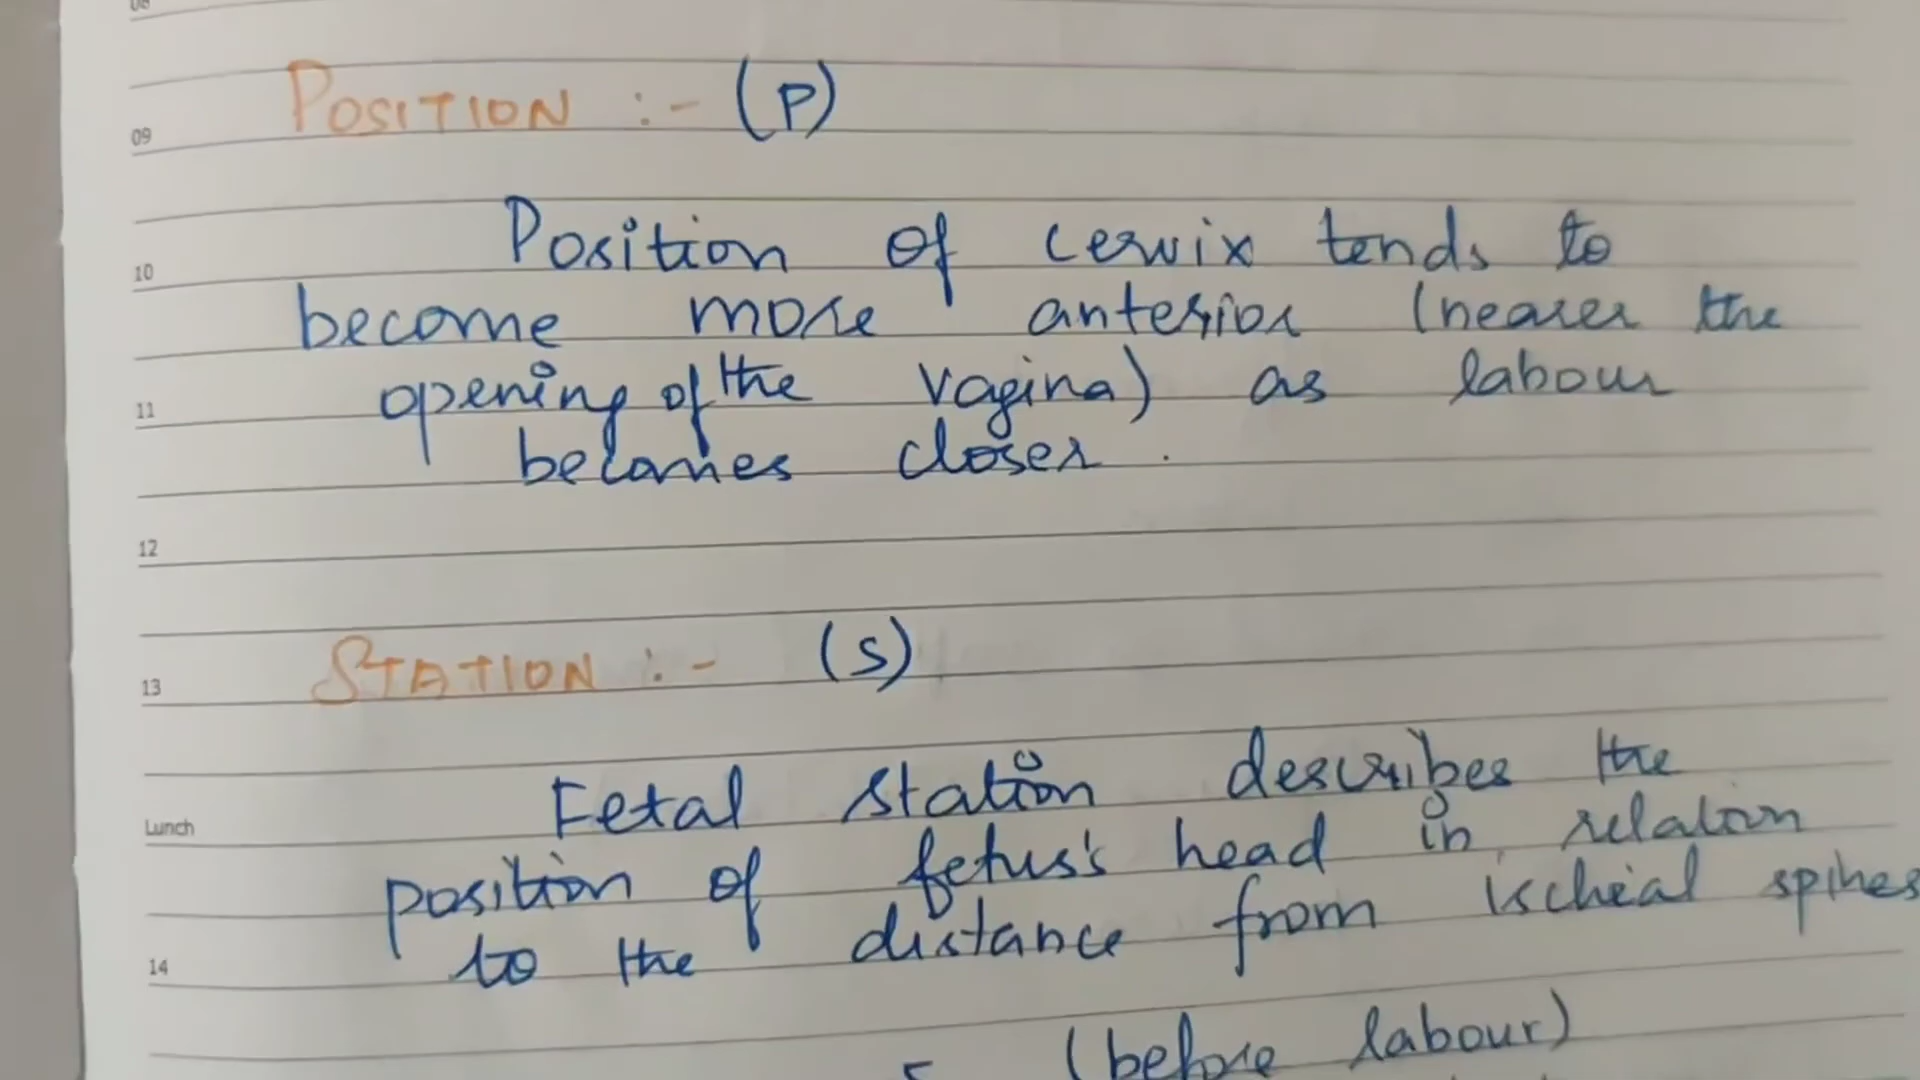 08
POSITION :- (P)
09
Position of cervix tends to
10
become more anterior (nearer the
opening of the vagina) as labour
11
becomes closer.
12
STATION :- (S)
13
Fetal station describes the
Lunch
position of fetus's head in relation
to the distance from ischeal spines
14
(before labour)